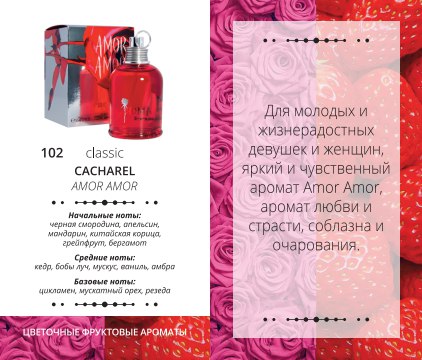 AMOR
AMOR
102 classic
CACHAREL
AMOR AMOR
Начальные ноты:
черная смородина, апельсин,
мандарин, китайская корица,
грейпфрут, бергамот
Средние ноты:
кедр, бобы луч, мускус, ваниль, амбра
Базовые ноты:
цикламен, мускатный орех, резеда
ЦВЕТОЧНЫЕ ФРУКТОВЫЕ АРОМАТЫ
Для молодых и
жизнерадостных
девушек и женщин,
яркий и чувственный
аромат Amor Amor,
аромат любви и
страсти, соблазна и
очарования.